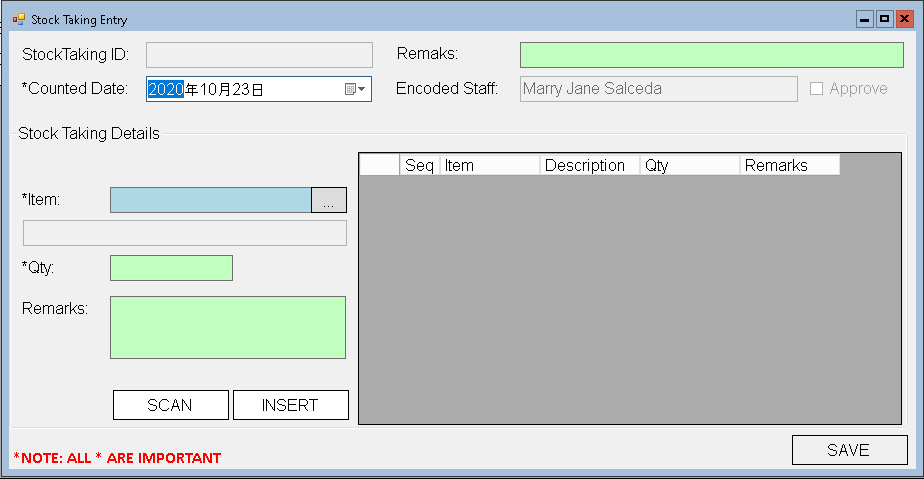 Stock Taking Entry
StockTaking ID:
Remaks:
*Counted Date: 2020年10月23日
Encoded Staff: Marry Jane Salceda
Approve
Stock Taking Details
Seq Item Description Qty Remarks
*Item:
...
*Qty:
Remarks:
SCAN INSERT
SAVE
*NOTE: ALL * ARE IMPORTANT